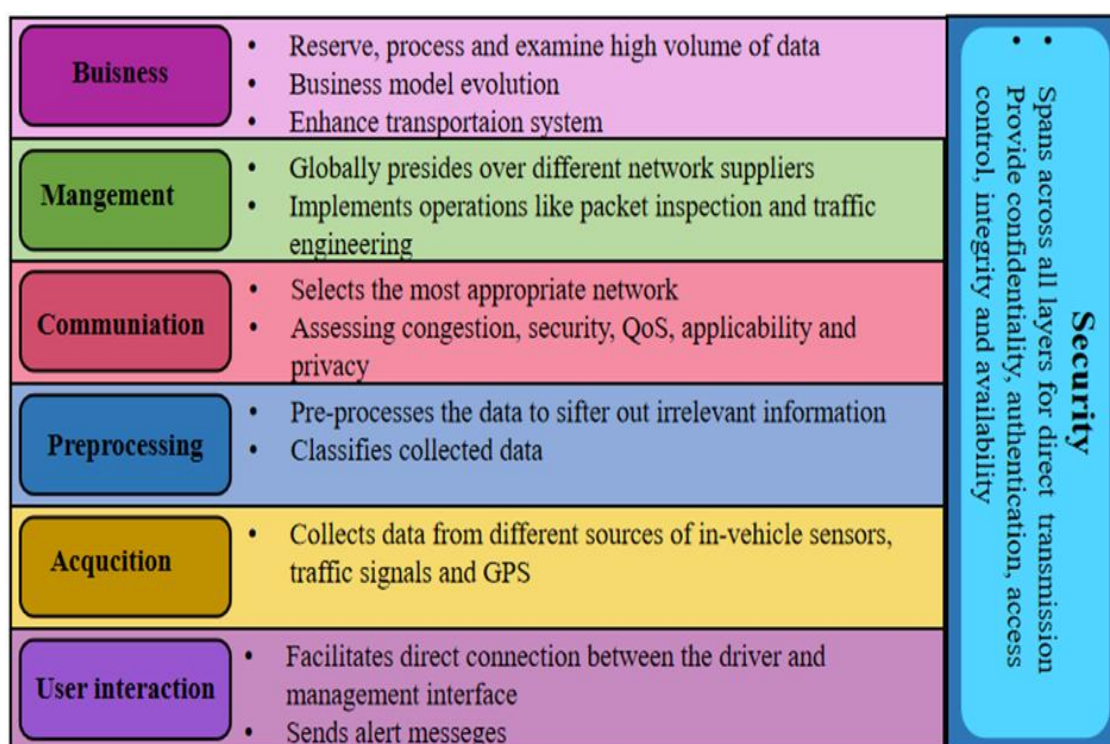 Buisness
• Reserve, process and examine high volume of data
• Business model evolution
• Enhance transportaion system
Mangement
• Globally presides over different network suppliers
• Implements operations like packet inspection and traffic
engineering
Communiation
• Selects the most appropriate network
• Assessing congestion, security, QoS, applicability and
privacy
Preprocessing
• Pre-processes the data to sifter out irrelevant information
• Classifies collected data
Acqucition
• Collects data from different sources of in-vehicle sensors,
traffic signals and GPS
User interaction
• Facilitates direct connection between the driver and
management interface
• Sends alert messeges
Security
• Spans across all layers for direct transmission
• Provide confidentiality, authentication, access
control, integrity and availability